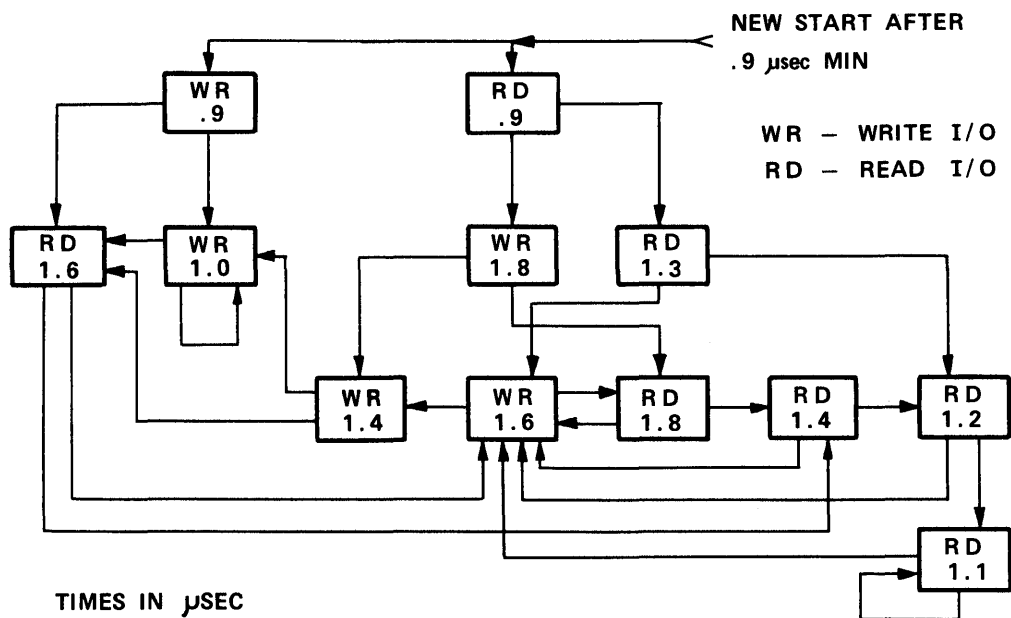 NEW START AFTER
.9 µsec MIN
WR
.9
RD
.9
WR – WRITE I/O
RD – READ I/O
RD
1.6
WR
1.0
WR
1.8
RD
1.3
WR
1.4
WR
1.6
RD
1.8
RD
1.4
RD
1.2
RD
1.1
TIMES IN µSEC